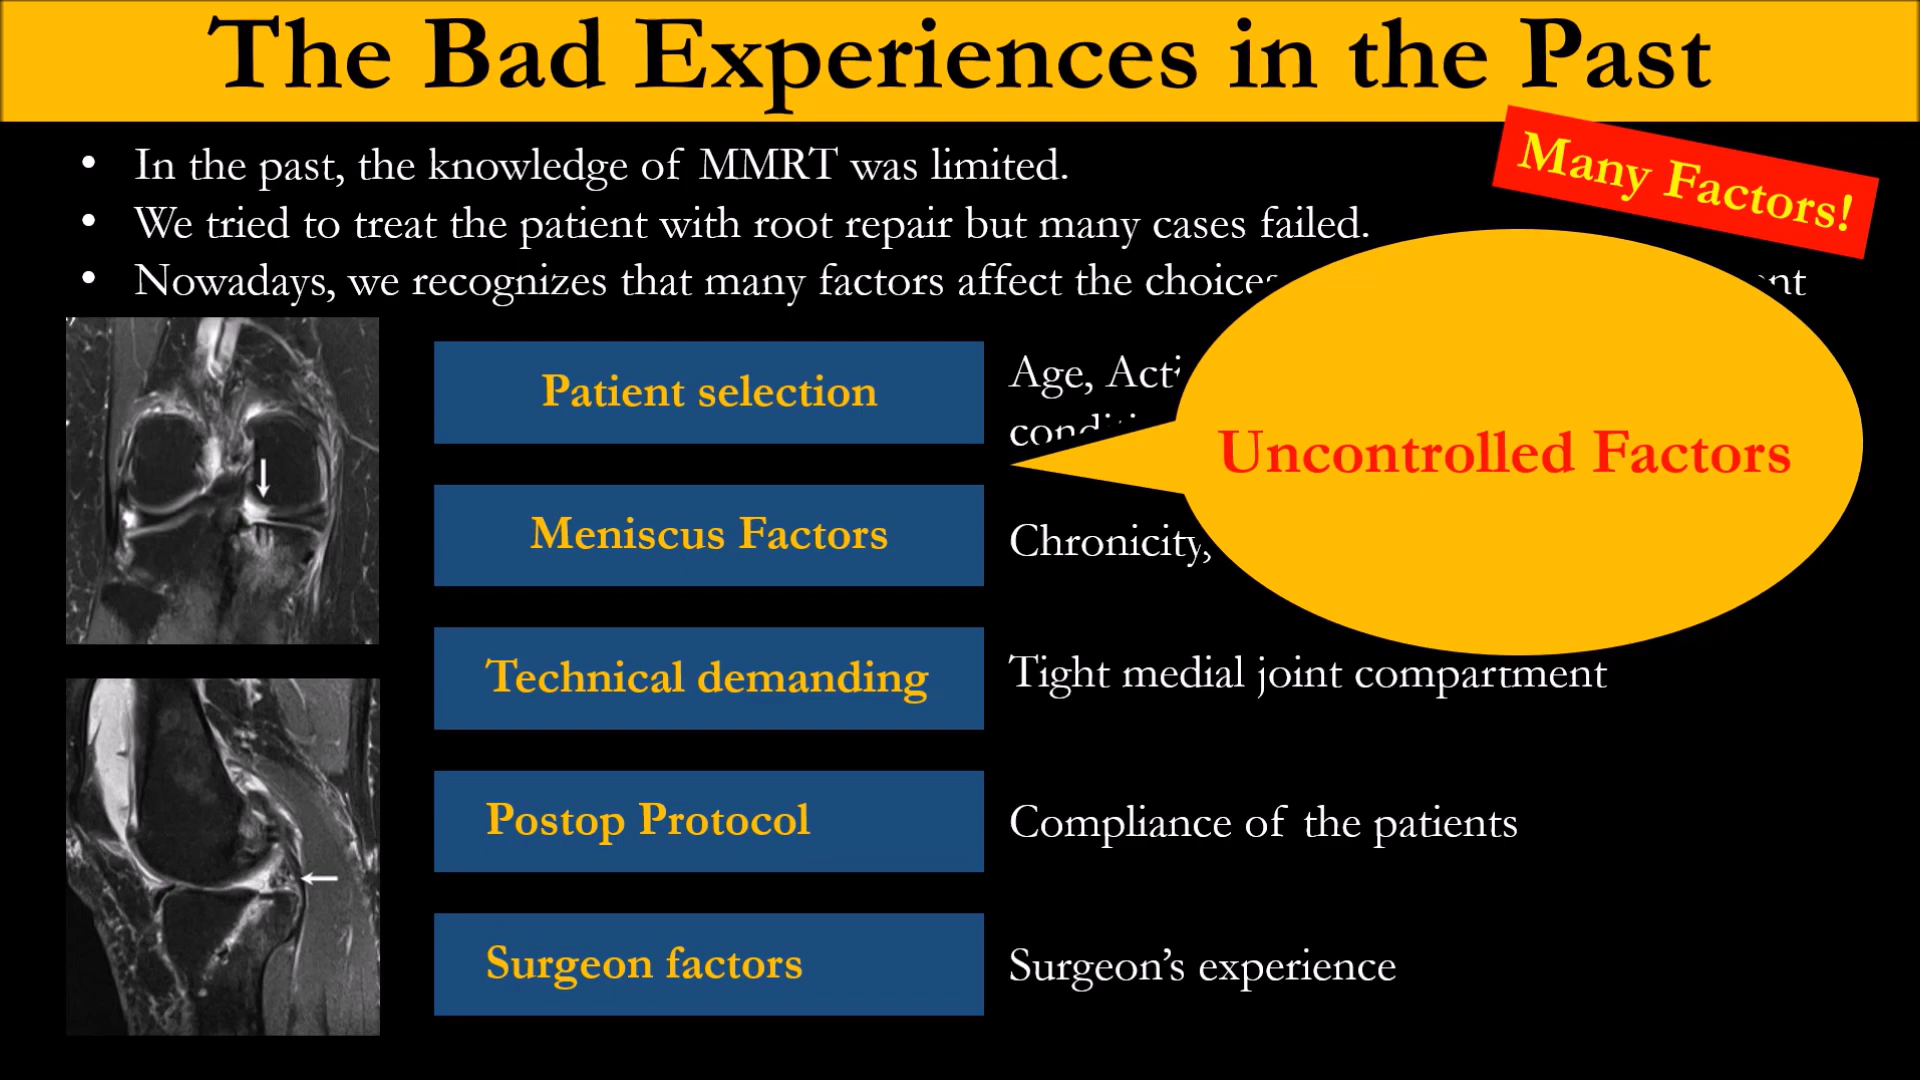 The Bad Experiences in the Past
Many Factors!
• In the past, the knowledge of MMRT was limited.
• We tried to treat the patient with root repair but many cases failed.
• Nowadays, we recognizes that many factors affect the choices
Patient selection
Age,
Uncontrolled Factors
Meniscus Factors
Chronicity,
Technical demanding
Tight medial joint compartment
Postop Protocol
Compliance of the patients
Surgeon factors
Surgeon’s experience